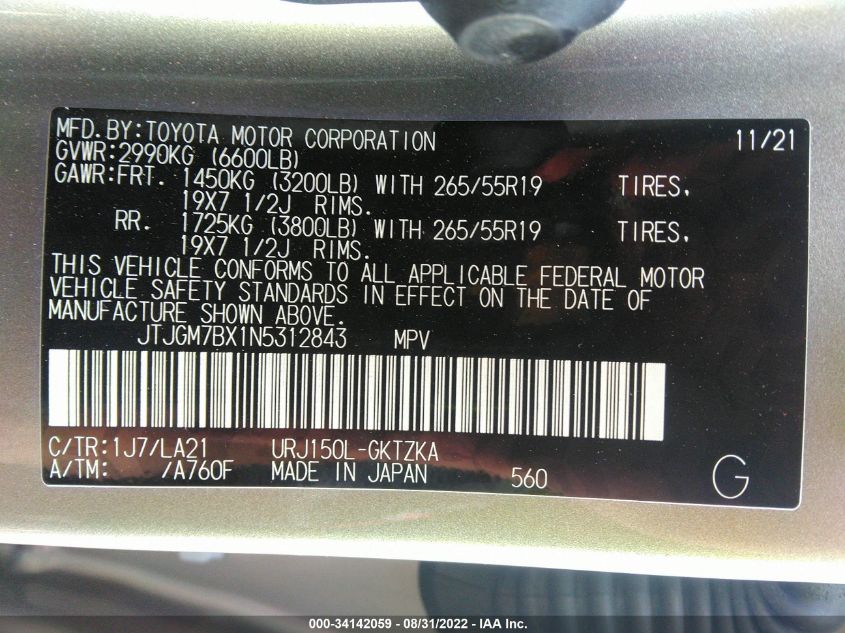 MFD.BY:TOYOTA MOTOR CORPORATION 11/21
GVWR:2990KG (6600LB)
GAWR:FRT. 1450KG (3200LB) WITH 265/55R19 TIRES,
19X7 1/2J RIMS.
RR. 1725KG (3800LB) WITH 265/55R19 TIRES,
19X7 1/2J RIMS.
THIS VEHICLE CONFORMS TO ALL APPLICABLE FEDERAL MOTOR
VEHICLE SAFETY STANDARDS IN EFFECT ON THE DATE OF
MANUFACTURE SHOWN ABOVE.
JTJGM7BX1N5312843 MPV
C/TR:1J7/LA21 URJ150L-GKTZKA
A/TM: /A760F MADE IN JAPAN 560 G
000-34142059 - 08/31/2022 - IAA Inc.